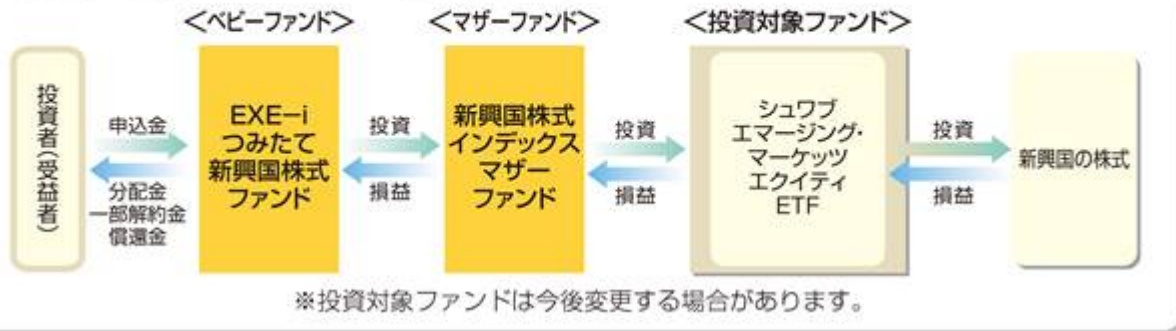 <ベビーファンド>
<マザーファンド>
<投資対象ファンド>
投資者（受益者）
申込金
分配金
一部解約金
償還金
EXE−i
つみたて
新興国株式
ファンド
投資
損益
新興国株式
インデックス
マザー
ファンド
投資
損益
シュワブ
エマージング・
マーケッツ
エクイティ
ETF
投資
損益
新興国の株式
※投資対象ファンドは今後変更する場合があります。